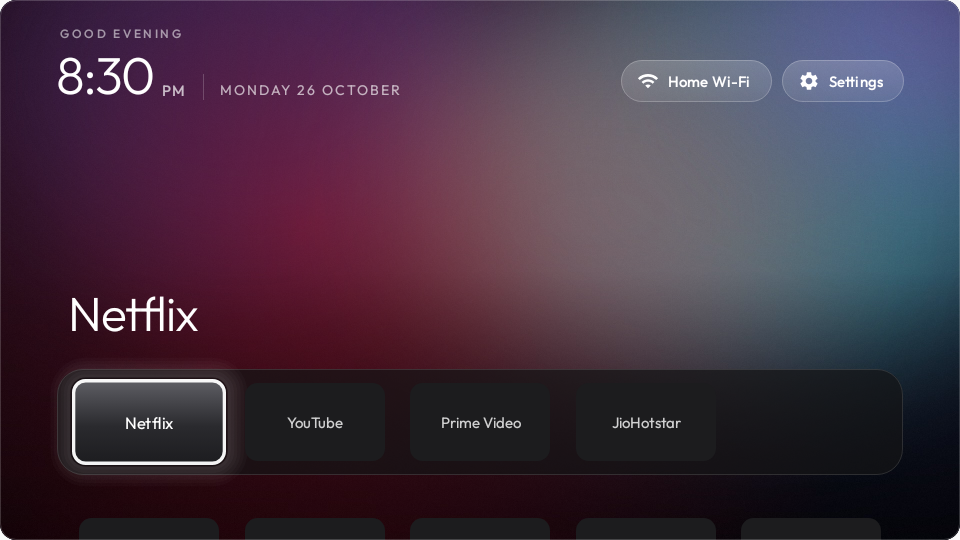 GOOD EVENING
8:30 PM
MONDAY 26 OCTOBER
Home Wi-Fi
Settings
Netflix
Netflix
YouTube
Prime Video
JioHotstar